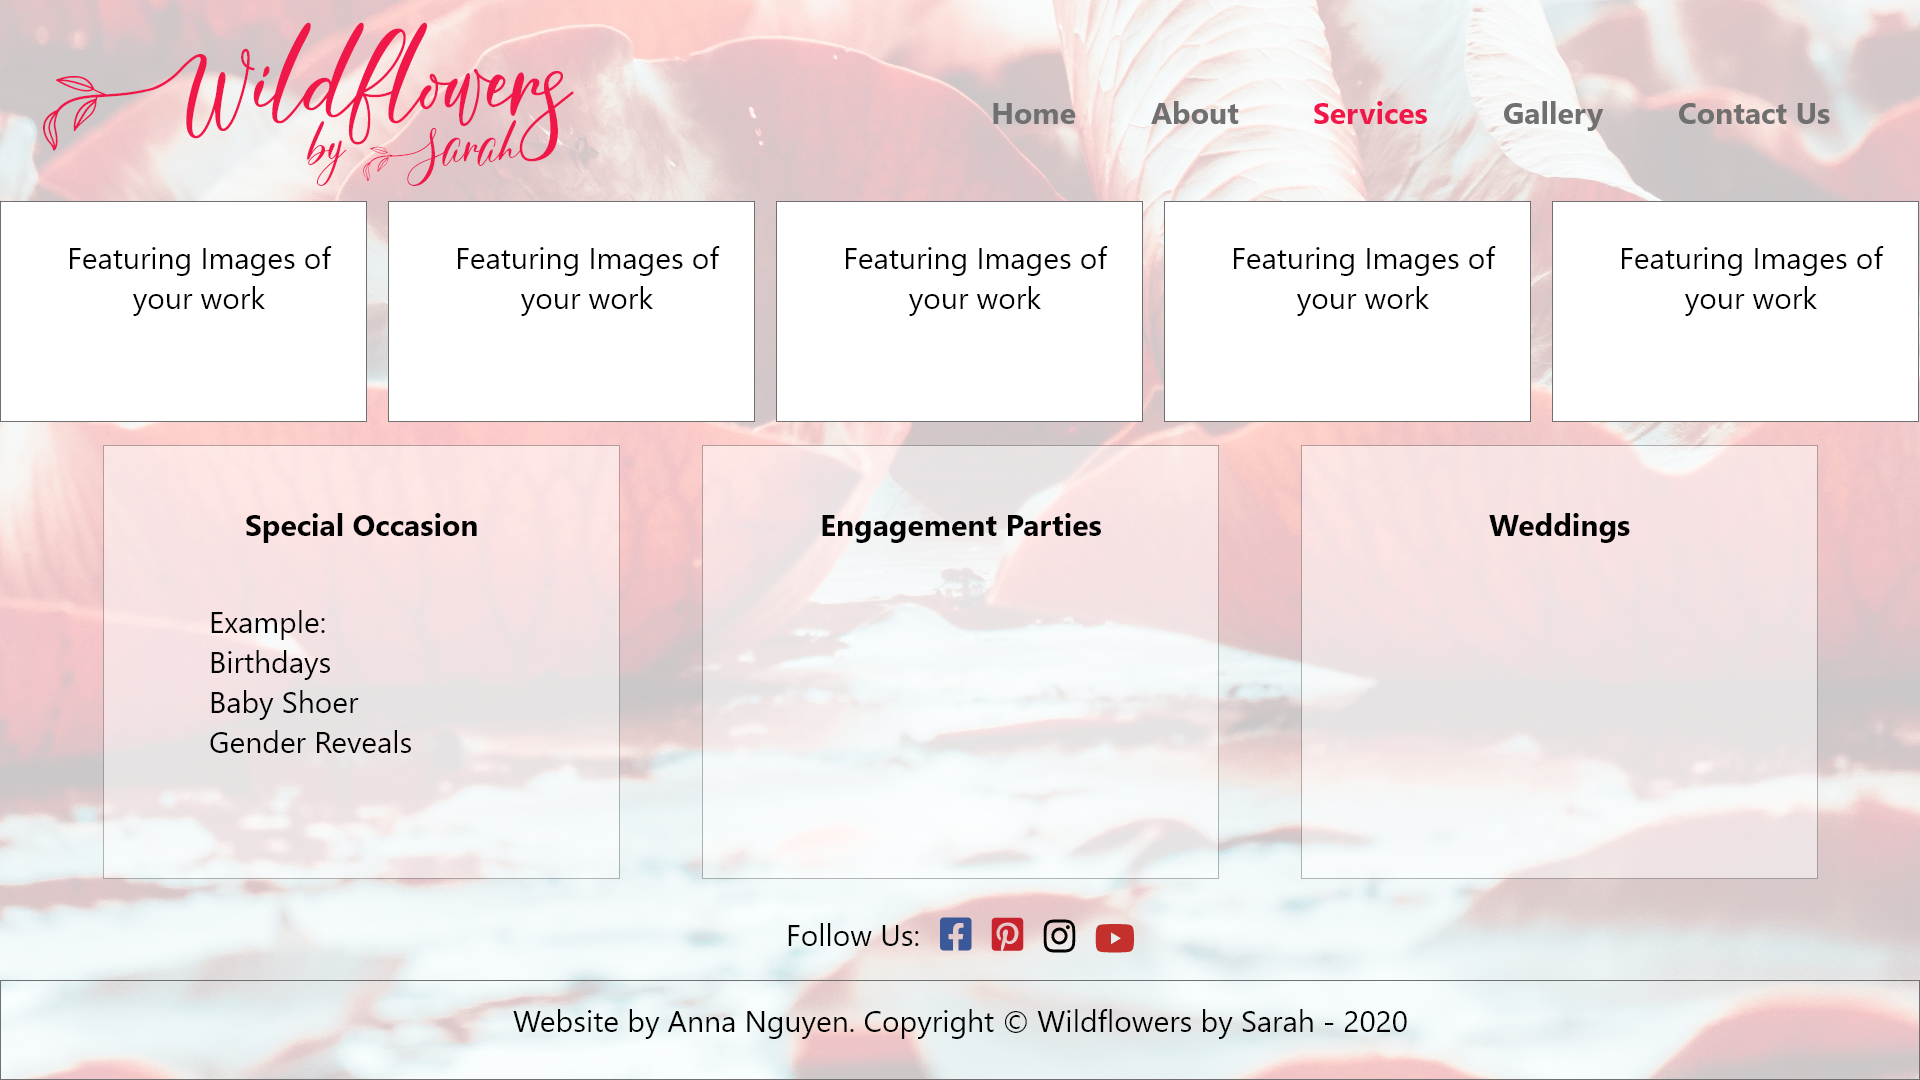 Wildflowers
by Sarah
Home About Services Gallery Contact Us
Featuring Images of
your work
Featuring Images of
your work
Featuring Images of
your work
Featuring Images of
your work
Featuring Images of
your work
Special Occasion
Example:
Birthdays
Baby Shoer
Gender Reveals
Engagement Parties
Weddings
Follow Us:
Website by Anna Nguyen. Copyright © Wildflowers by Sarah - 2020